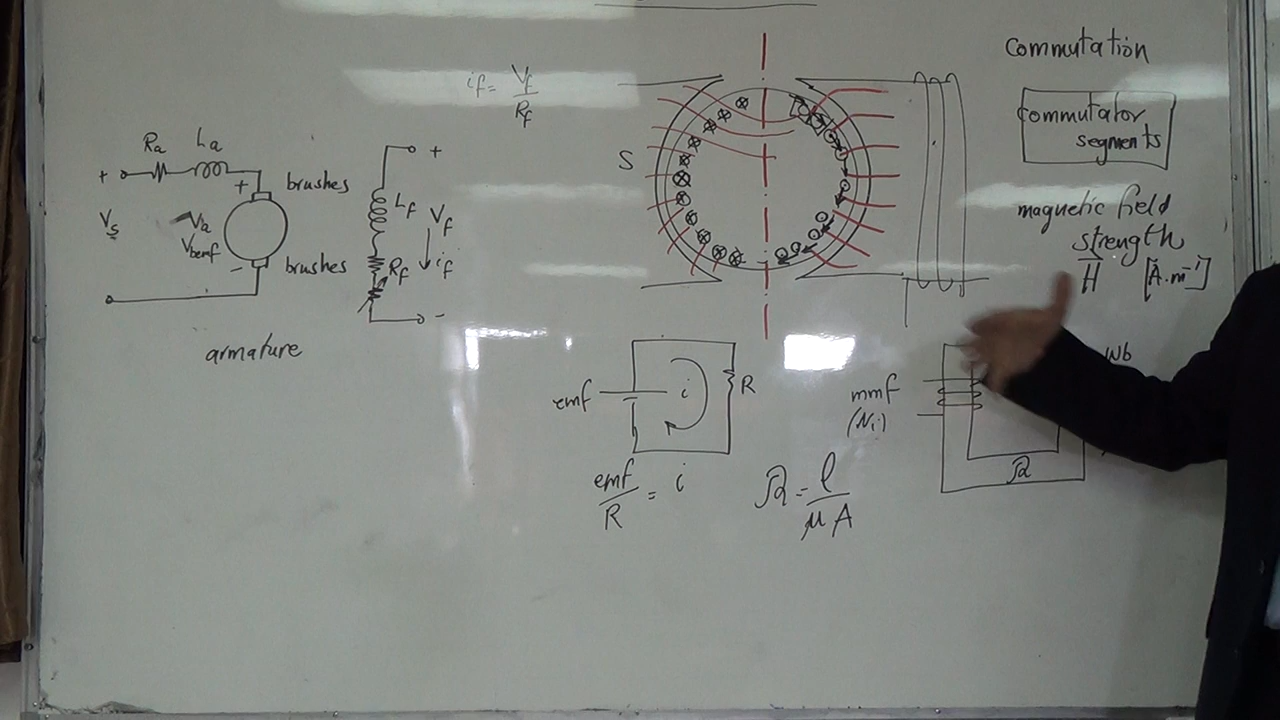 if = Vf
Rf
Ra La
+
+ brushes
Vs
Va
Vbemf
- brushes
armature
+
Lf
Vf
Rf if
-
S
Commutation
Commutator
segments
magnetic field
strength
H [A.m⁻¹]
emf i R
emf
R = i
ℛ = l
μA
mmf
(Ni)
Wb
ℛ